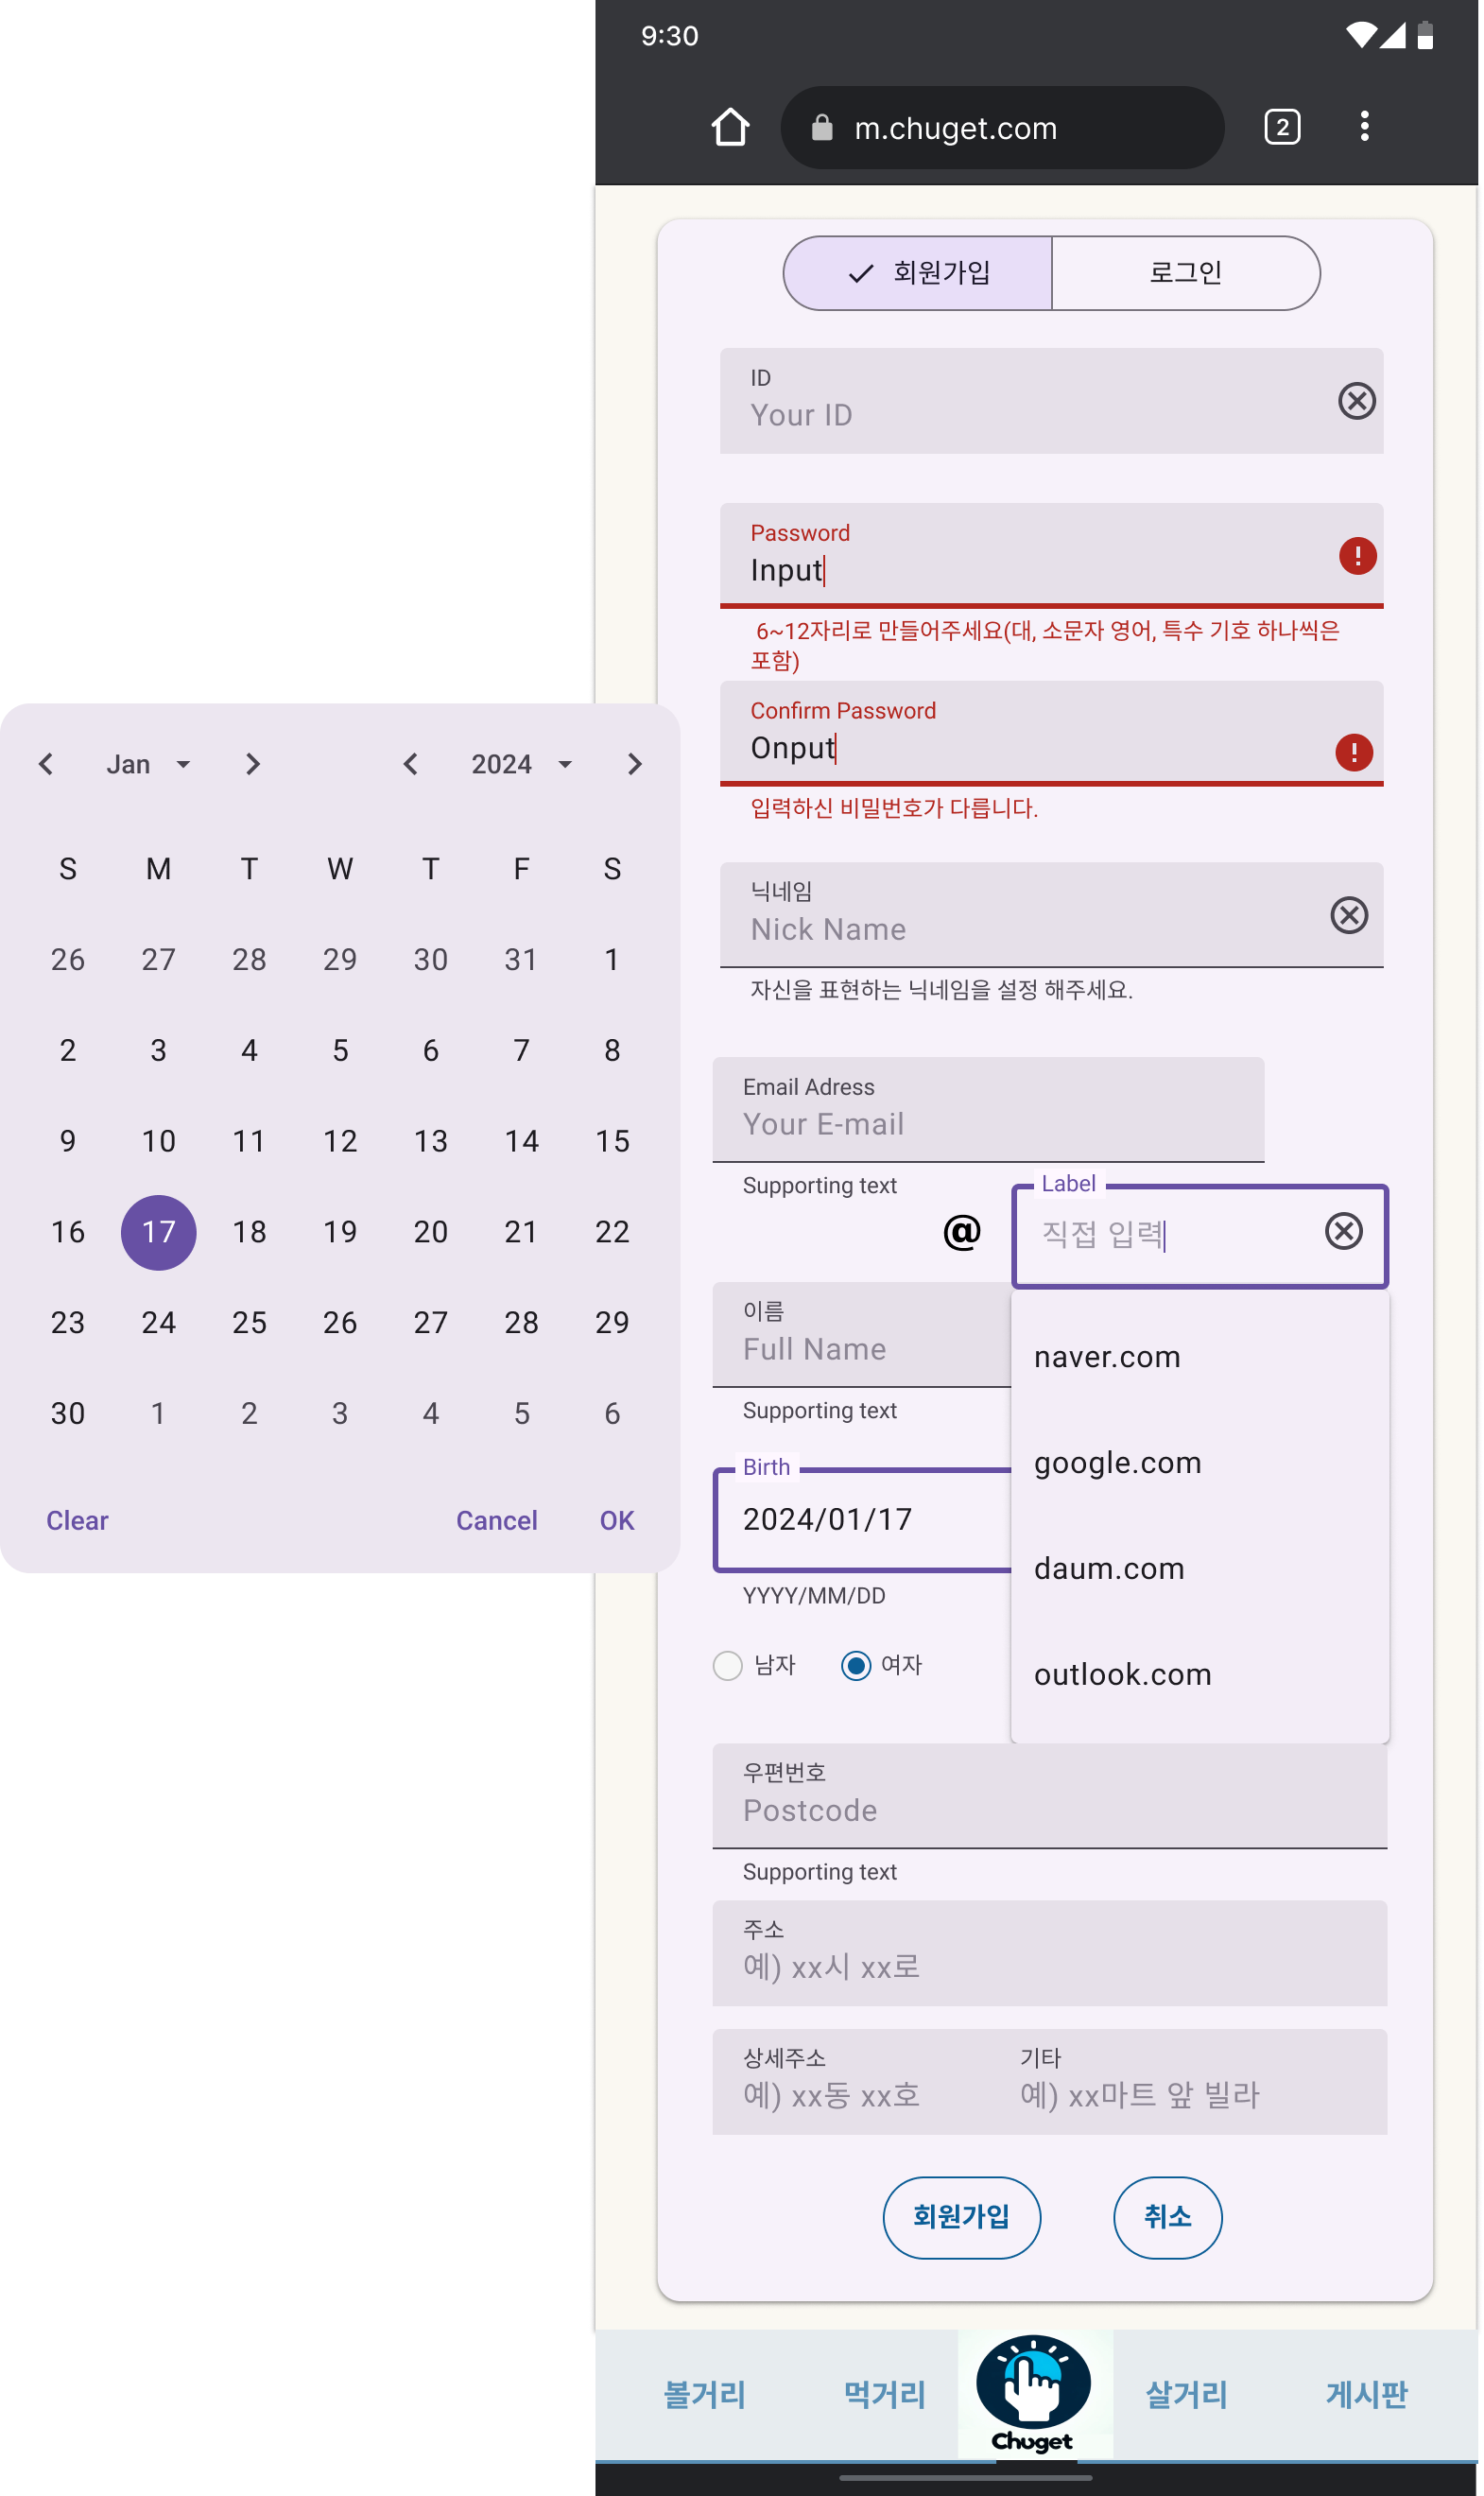 9:30
m.chuget.com
2
회원가입 로그인
ID
Your ID
Password
Input
6~12자리로 만들어주세요(대, 소문자 영어, 특수 기호 하나씩은
포함)
Confirm Password
Onput
입력하신 비밀번호가 다릅니다.
닉네임
Nick Name
자신을 표현하는 닉네임을 설정 해주세요.
Email Adress
Your E-mail
Supporting text
@
Label
직접 입력
naver.com
google.com
daum.com
outlook.com
이름
Full Name
Supporting text
Birth
2024/01/17
YYYY/MM/DD
남자 여자
우편번호
Postcode
Supporting text
주소
예) xx시 xx로
상세주소 기타
예) xx동 xx호 예) xx마트 앞 빌라
회원가입 취소
볼거리 먹거리 살거리 게시판
Chuget
Jan 2024
S M T W T F S
26 27 28 29 30 31 1
2 3 4 5 6 7 8
9 10 11 12 13 14 15
16 17 18 19 20 21 22
23 24 25 26 27 28 29
30 1 2 3 4 5 6
Clear Cancel OK